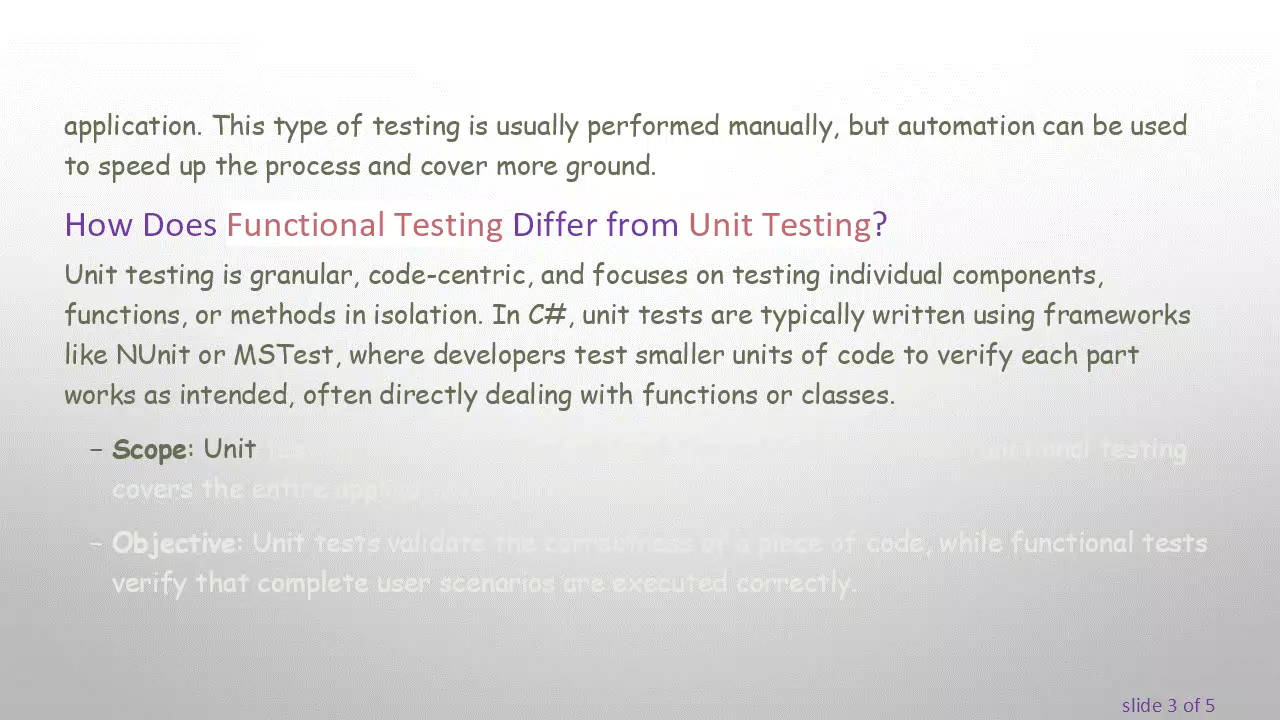 application. This type of testing is usually performed manually, but automation can be used
to speed up the process and cover more ground.
How Does Functional Testing Differ from Unit Testing?
Unit testing is granular, code-centric, and focuses on testing individual components,
functions, or methods in isolation. In C#, unit tests are typically written using frameworks
like NUnit or MSTest, where developers test smaller units of code to verify each part
works as intended, often directly dealing with functions or classes.
– Scope: Unit functional testing
covers the entire
– Objective: Unit tests validate the correctness of a piece of code, while functional tests
verify that complete user scenarios are executed correctly.
slide 3 of 5